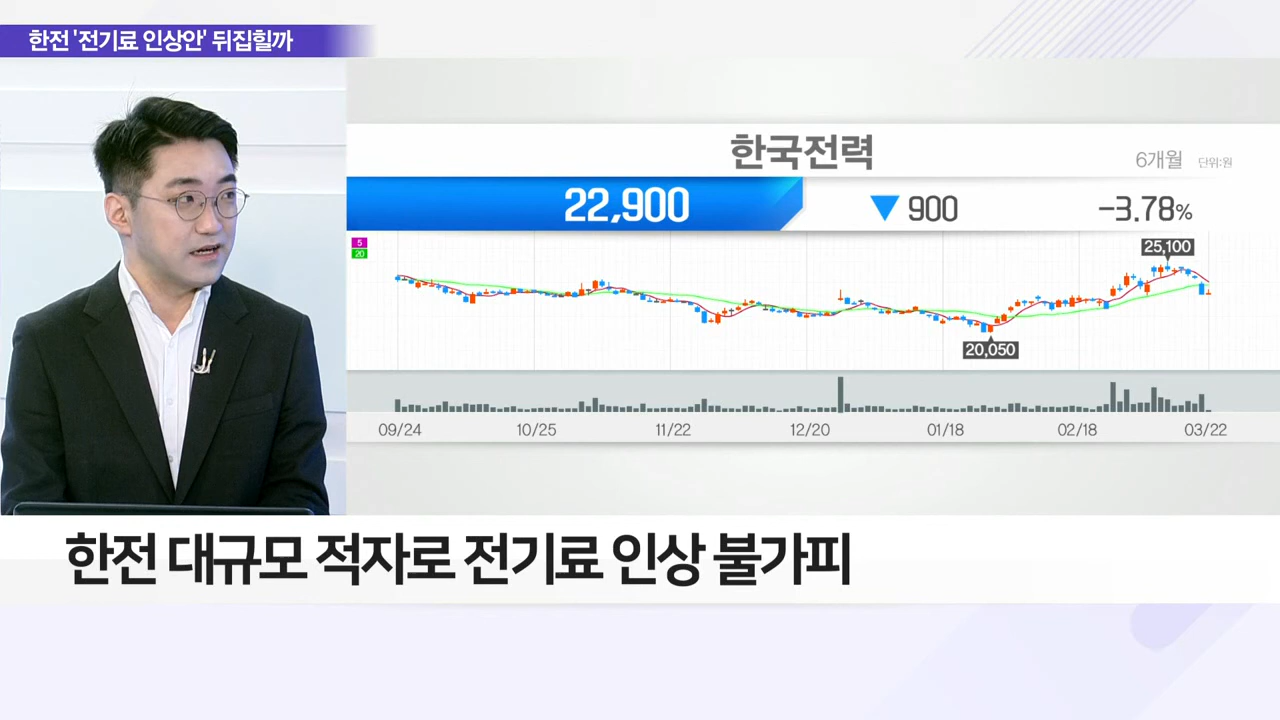 한전 '전기료 인상안' 뒤집힐까
한국전력
6개월 단위:원
22,900 ▼ 900 -3.78%
5
20
25,100
20,050
09/24 10/25 11/22 12/20 01/18 02/18 03/22
한전 대규모 적자로 전기료 인상 불가피